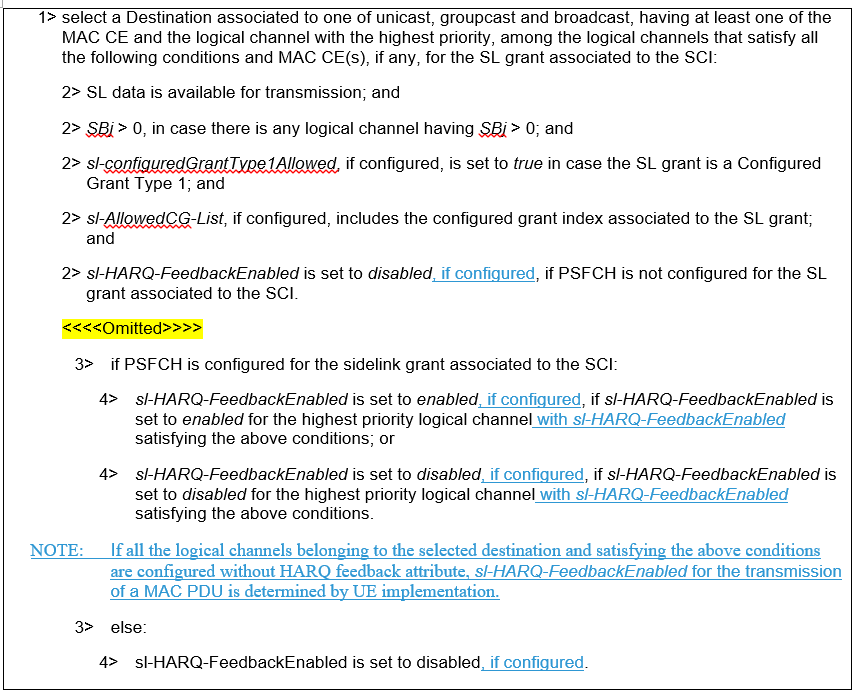 1> select a Destination associated to one of unicast, groupcast and broadcast, having at least one of the
MAC CE and the logical channel with the highest priority, among the logical channels that satisfy all
the following conditions and MAC CE(s), if any, for the SL grant associated to the SCI:
2> SL data is available for transmission; and
2> SBj > 0, in case there is any logical channel having SBj > 0; and
2> sl-configuredGrantType1Allowed, if configured, is set to true in case the SL grant is a Configured
Grant Type 1; and
2> sl-AllowedCG-List, if configured, includes the configured grant index associated to the SL grant;
and
2> sl-HARQ-FeedbackEnabled is set to disabled, if configured, if PSFCH is not configured for the SL
grant associated to the SCI.
<<<<Omitted>>>>
3> if PSFCH is configured for the sidelink grant associated to the SCI:
4> sl-HARQ-FeedbackEnabled is set to enabled, if configured, if sl-HARQ-FeedbackEnabled is
set to enabled for the highest priority logical channel with sl-HARQ-FeedbackEnabled
satisfying the above conditions; or
4> sl-HARQ-FeedbackEnabled is set to disabled, if configured, if sl-HARQ-FeedbackEnabled is
set to disabled for the highest priority logical channel with sl-HARQ-FeedbackEnabled
satisfying the above conditions.
NOTE: If all the logical channels belonging to the selected destination and satisfying the above conditions
are configured without HARQ feedback attribute, sl-HARQ-FeedbackEnabled for the transmission
of a MAC PDU is determined by UE implementation.
3> else:
4> sl-HARQ-FeedbackEnabled is set to disabled, if configured.